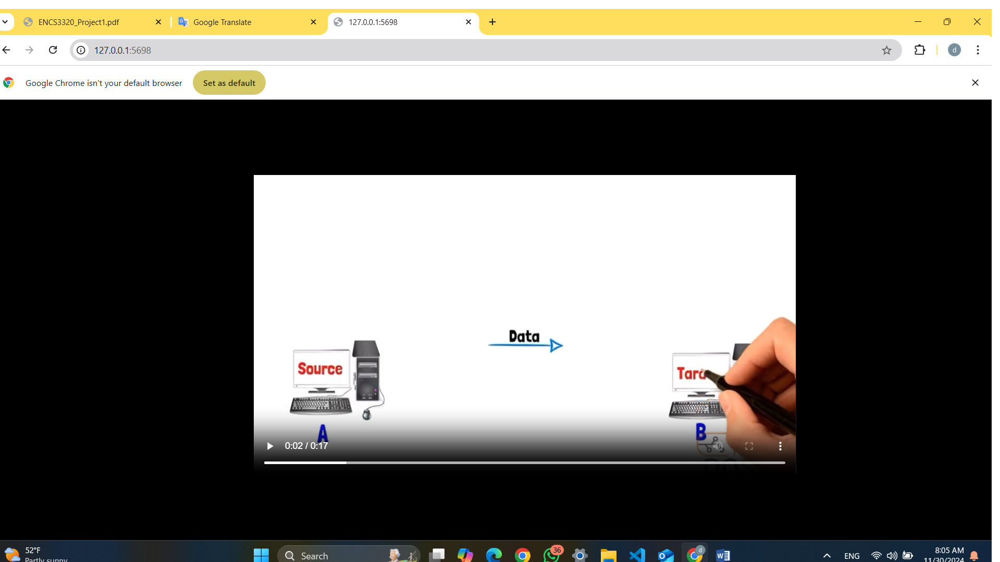 ENCS3320_Project1.pdf
Google Translate
127.0.0.1:5698
127.0.0.1:5698
d
Google Chrome isn't your default browser
Set as default
Data
Source
Targ
A
B
0:02 / 0:17
52°F
Partly sunny
Search
36
d
ENG
8:05 AM
11/30/2024